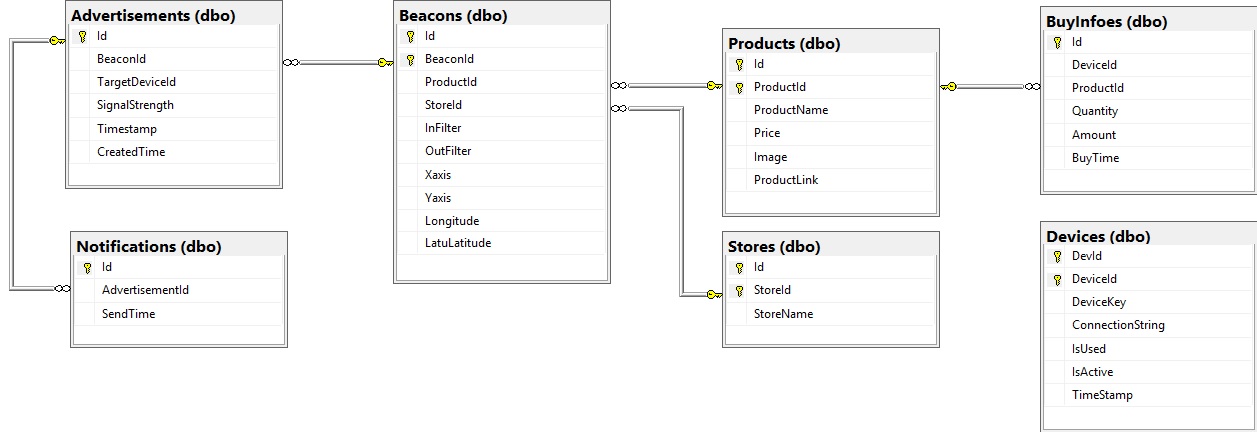 Advertisements (dbo)
Id
BeaconId
TargetDeviceId
SignalStrength
Timestamp
CreatedTime
Notifications (dbo)
Id
AdvertisementId
SendTime
Beacons (dbo)
Id
BeaconId
ProductId
StoreId
InFilter
OutFilter
Xaxis
Yaxis
Longitude
LatuLatitude
Products (dbo)
Id
ProductId
ProductName
Price
Image
ProductLink
Stores (dbo)
Id
StoreId
StoreName
BuyInfoes (dbo)
Id
DeviceId
ProductId
Quantity
Amount
BuyTime
Devices (dbo)
DevId
DeviceId
DeviceKey
ConnectionString
IsUsed
IsActive
TimeStamp